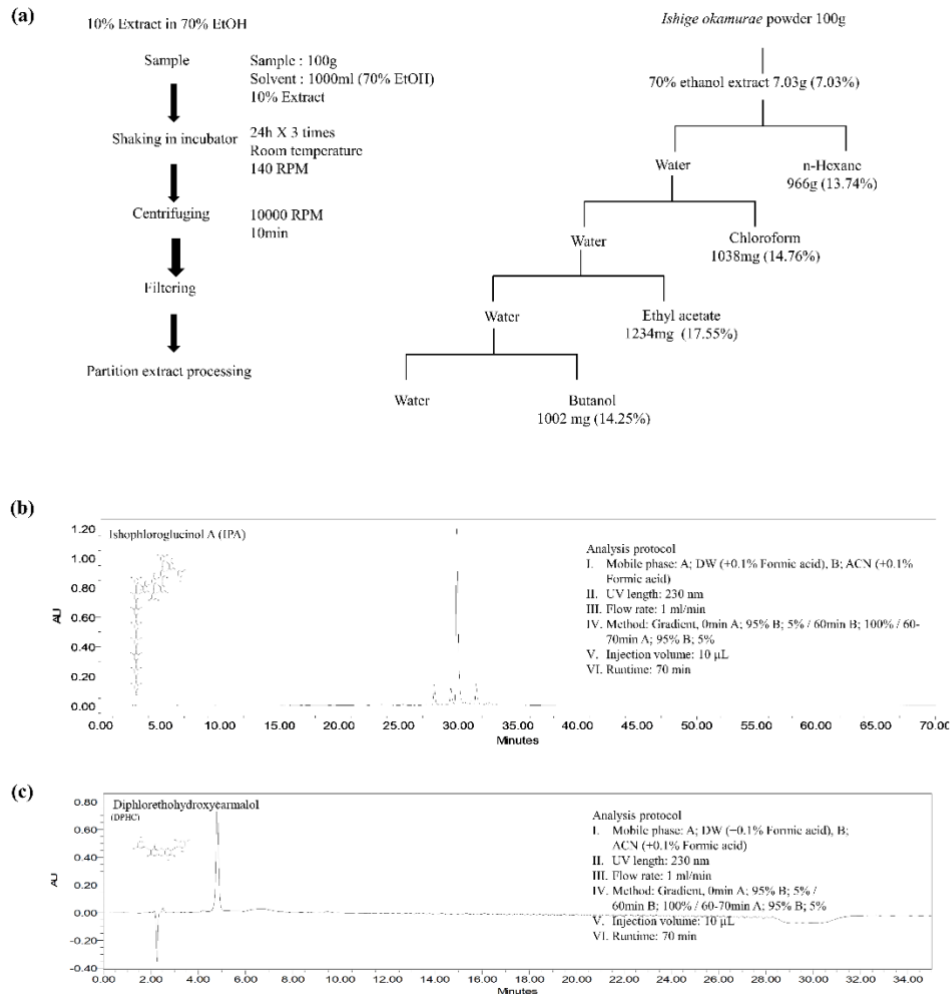 (a)
10% Extract in 70% EtOH
Sample
Sample : 100g
Solvent : 1000ml (70% EtOH)
10% Extract
Shaking in incubator
24h X 3 times
Room temperature
140 RPM
Centrifuging
10000 RPM
10min
Filtering
Partition extract processing
Ishige okamurae powder 100g
70% ethanol extract 7.03g (7.03%)
Water
n-Hexane
966g (13.74%)
Water
Chloroform
1038mg (14.76%)
Water
Ethyl acetate
1234mg (17.55%)
Water
Butanol
1002 mg (14.25%)
(b)
Ishophloroglucinol A (IPA)
Analysis protocol
I. Mobile phase: A; DW (+0.1% Formic acid), B; ACN (+0.1%
Formic acid)
II. UV length: 230 nm
III. Flow rate: 1 ml/min
IV. Method: Gradient, 0min A; 95% B; 5% / 60min B; 100% / 60-
70min A; 95% B; 5%
V. Injection volume: 10 μL
VI. Runtime: 70 min
AU
1.20
1.00
0.80
0.60
0.40
0.20
0.00
0.00 5.00 10.00 15.00 20.00 25.00 30.00 35.00 40.00 45.00 50.00 55.00 60.00 65.00 70.00
Minutes
(c)
Diphlorethohydroxycarmalol
(DPHC)
Analysis protocol
I. Mobile phase: A; DW (+0.1% Formic acid), B;
ACN (+0.1% Formic acid)
II. UV length: 230 nm
III. Flow rate: 1 ml/min
IV. Method: Gradient, 0min A; 95% B; 5% /
60min B; 100% / 60-70min A; 95% B; 5%
V. Injection volume: 10 μL
VI. Runtime: 70 min
AU
0.80
0.60
0.40
0.20
0.00
-0.20
-0.40
0.00 2.00 4.00 6.00 8.00 10.00 12.00 14.00 16.00 18.00 20.00 22.00 24.00 26.00 28.00 30.00 32.00 34.00
Minutes